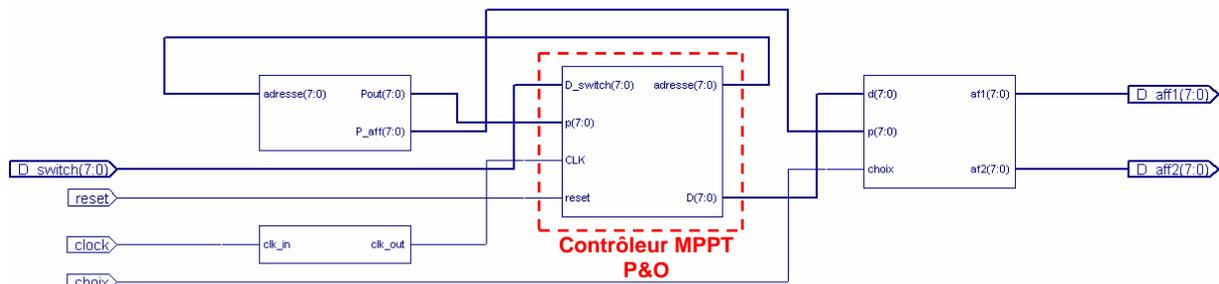 adresse(7:0)
Pout(7:0)
P_aff(7:0)
D_switch(7:0)
adresse(7:0)
p(7:0)
CLK
reset
D(7:0)
d(7:0)
af1(7:0)
p(7:0)
choix
af2(7:0)
D_aff1(7:0)
D_aff2(7:0)
D_switch(7:0)
reset
clock
clk_in
clk_out
choix
Contrôleur MPPT
P&O